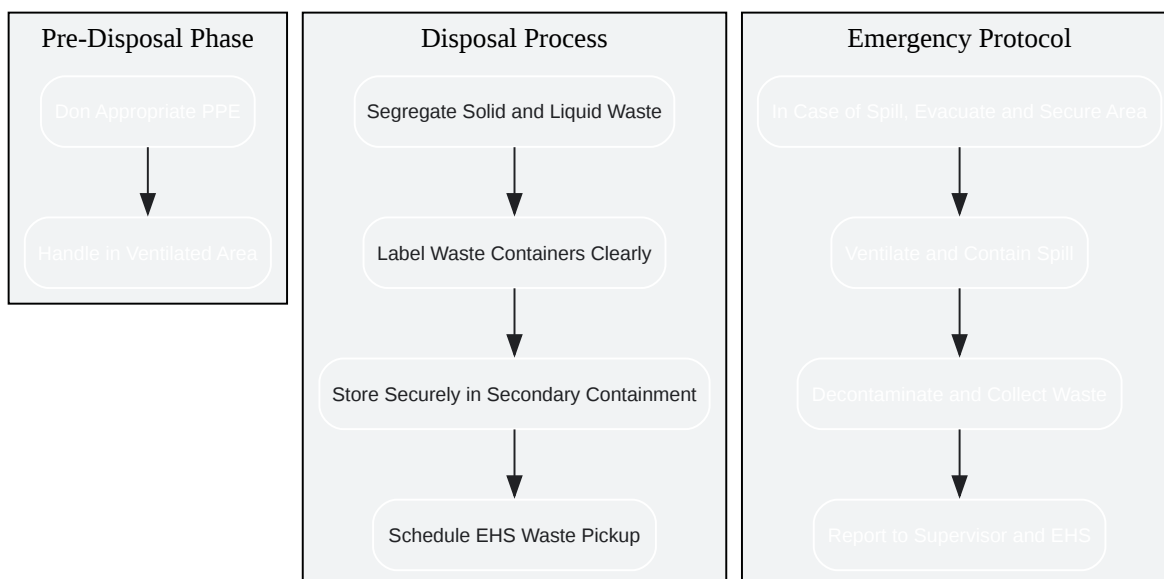 Pre-Disposal Phase
Don Appropriate PPE
Handle in Ventilated Area
Disposal Process
Segregate Solid and Liquid Waste
Label Waste Containers Clearly
Store Securely in Secondary Containment
Schedule EHS Waste Pickup
Emergency Protocol
In Case of Spill, Evacuate and Secure Area
Ventilate and Contain Spill
Decontaminate and Collect Waste
Report to Supervisor and EHS